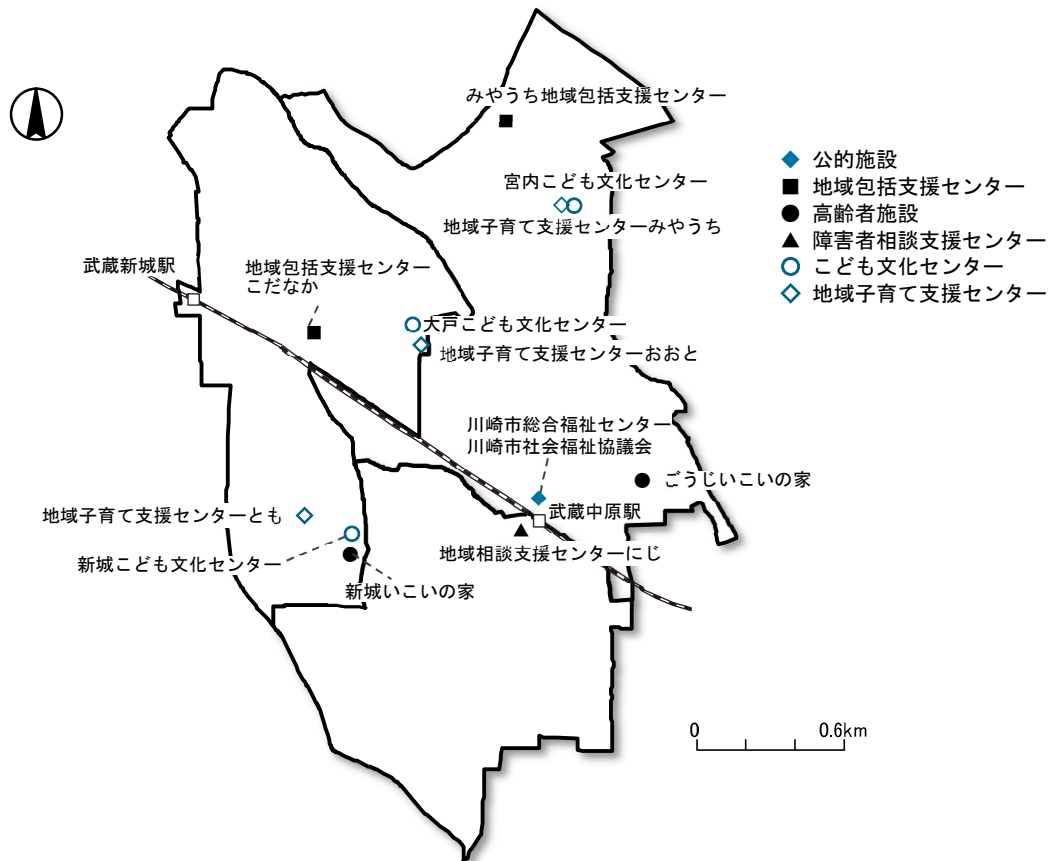 みやうち地域包括支援センター
宮内こども文化センター
地域子育て支援センターみやうち
武蔵新城駅
地域包括支援センター
こだなか
大戸こども文化センター
地域子育て支援センターおおと
川崎市総合福祉センター
川崎市社会福祉協議会
ごうじいこいの家
武蔵中原駅
地域子育て支援センターとも
地域相談支援センターにじ
新城こども文化センター
新城いこいの家
公的施設
地域包括支援センター
高齢者施設
障害者相談支援センター
こども文化センター
地域子育て支援センター
0 0.6km